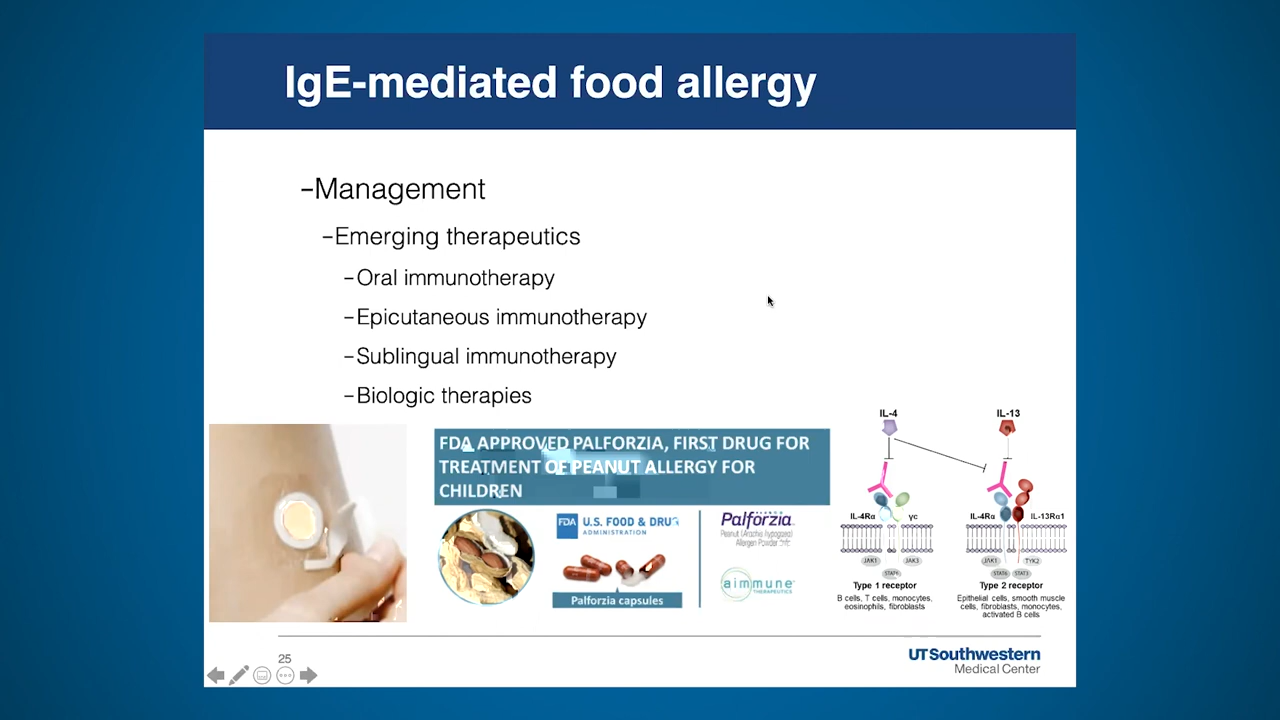 IgE-mediated food allergy
–Management
–Emerging therapeutics
–Oral immunotherapy
–Epicutaneous immunotherapy
–Sublingual immunotherapy
–Biologic therapies
FDA APPROVED PALFORZIA, FIRST DRUG FOR
TREATMENT OF PEANUT ALLERGY FOR
CHILDREN
FDA U.S. FOOD & DRUG
ADMINISTRATION
Palforzia capsules
Palforzia
Peanut (Arachis hypogaea)
Allergen Powder
aimmune
THERAPEUTICS
IL-4
IL-13
IL-4Rα
γc
IL-4Rα
IL-13Rα1
JAK1
JAK3
STAT6
JAK1
TYK2
STAT6
STAT3
Type 1 receptor
B cells, T cells, monocytes,
eosinophils, fibroblasts
Type 2 receptor
Epithelial cells, smooth muscle
cells, fibroblasts, monocytes,
activated B cells
25
UTSouthwestern
Medical Center